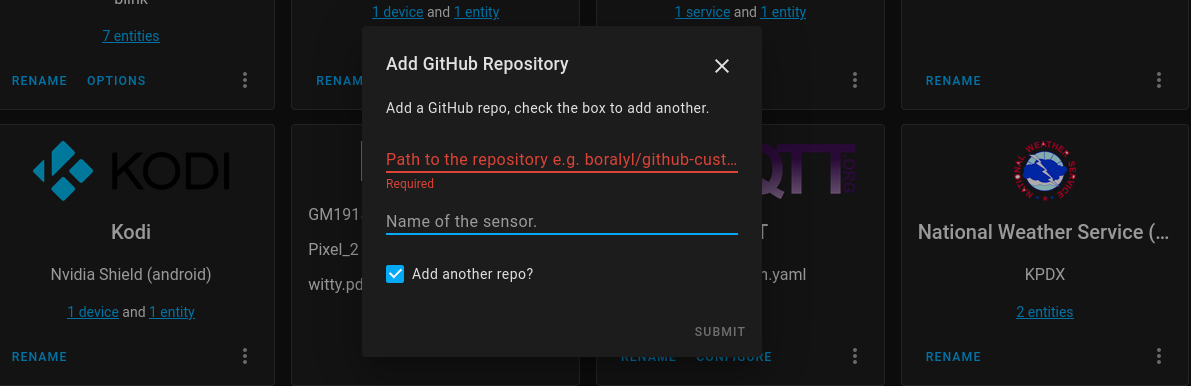 blink
1 device and 1 entity
1 service and 1 entity
7 entities
RENAME OPTIONS
RENAM
RENAME
Add GitHub Repository
Add a GitHub repo, check the box to add another.
Path to the repository e.g. boralyl/github-cust…
Required
Name of the sensor.
Add another repo?
SUBMIT
KODI
Kodi
Nvidia Shield (android)
1 device and 1 entity
RENAME
GM191
Pixel_2
witty.pd
QTT
.ORG
T
n.yaml
RENAME CONFIGURE
NATIONAL WEATHER SERVICE
National Weather Service (…
KPDX
2 entities
RENAME